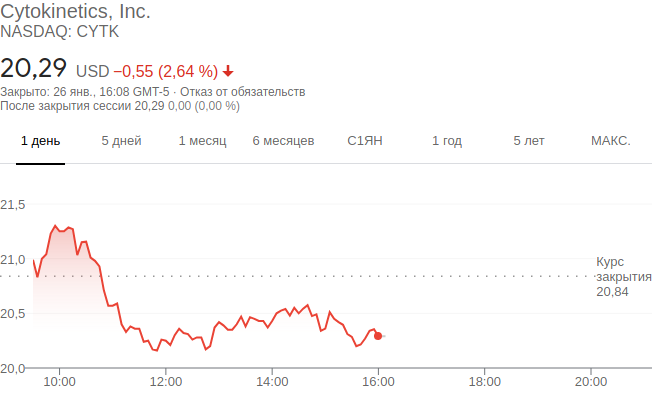 Cytokinetics, Inc.
NASDAQ: CYTK
20,29 USD −0,55 (2,64 %)
Закрыто: 26 янв., 16:08 GMT-5 · Отказ от обязательств
После закрытия сессии 20,29 0,00 (0,00 %)
1 день 5 дней 1 месяц 6 месяцев С1ЯН 1 год 5 лет МАКС.
21,5
21,0
Курс
закрытия
20,84
20,5
20,0
10:00 12:00 14:00 16:00 18:00 20:00